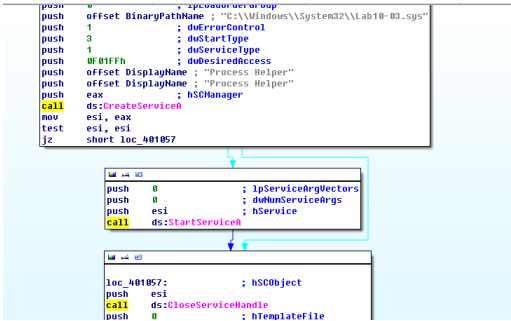 push 0 ; lpLoadOrderGroup
push offset BinaryPathName ; "C:\\Windows\\System32\\Lab10-03.sys"
push 1 ; dwErrorControl
push 3 ; dwStartType
push 1 ; dwServiceType
push 0F01FFh ; dwDesiredAccess
push offset DisplayName ; "Process Helper"
push offset DisplayName ; "Process Helper"
push eax ; hSCManager
call ds:CreateServiceA
mov esi, eax
test esi, esi
jz short loc_401057
push 0 ; lpServiceArgVectors
push 0 ; dwNumServiceArgs
push esi ; hService
call ds:StartServiceA
loc_401057: ; hSCObject
push esi
call ds:CloseServiceHandle
push 0 ; hTemplateFile